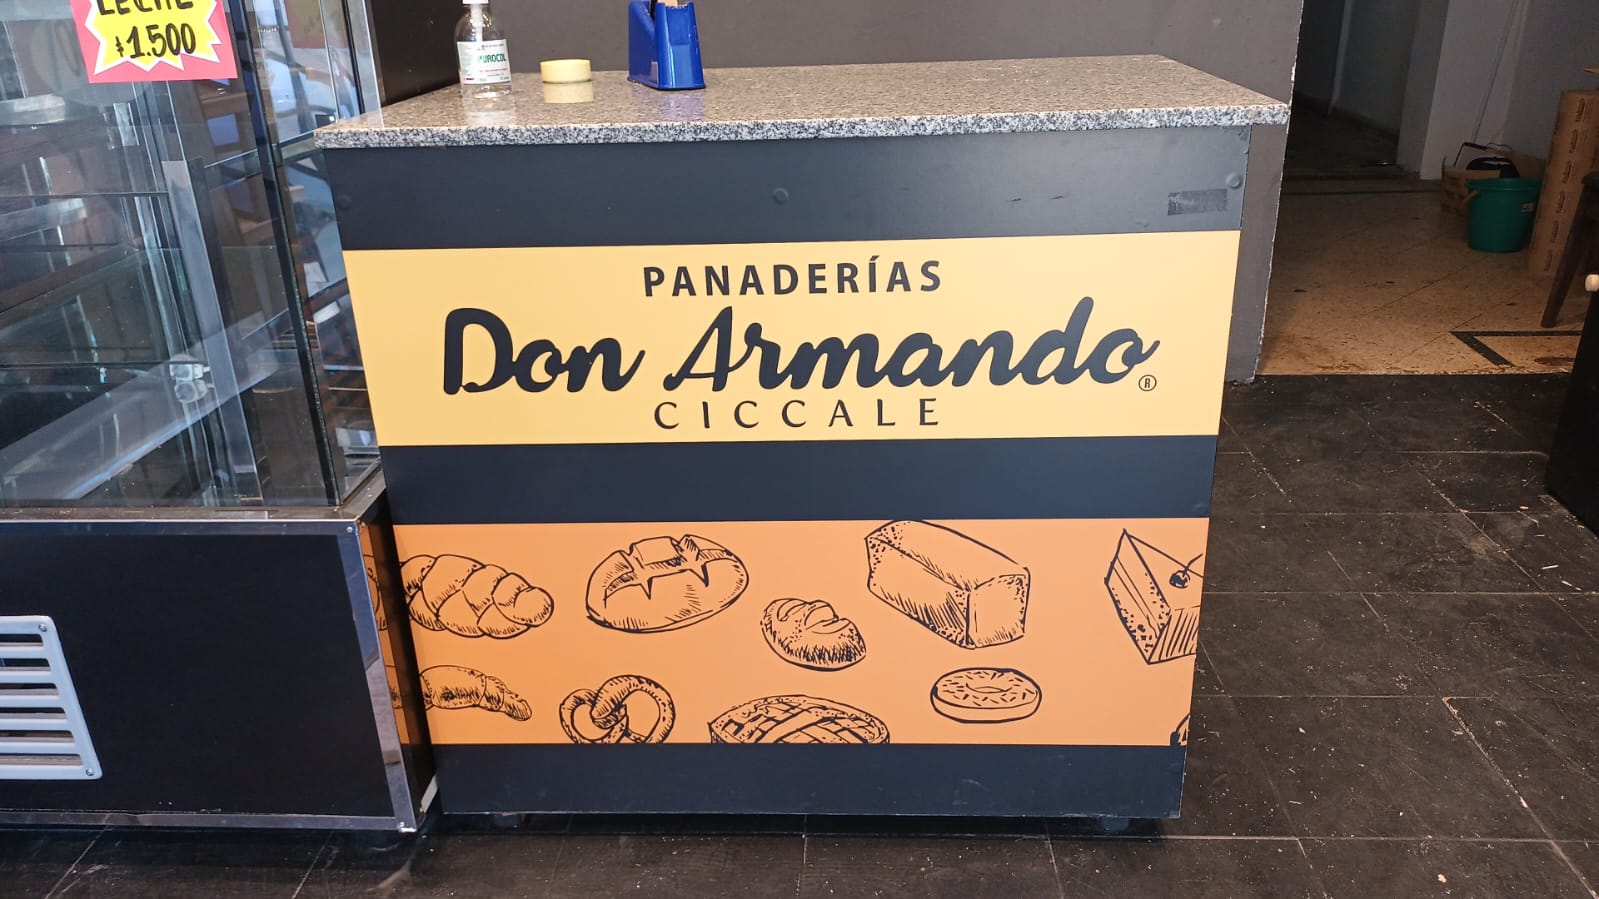 LECHE
$1.500
PANADERÍAS
Don Armando
®
CICCALE